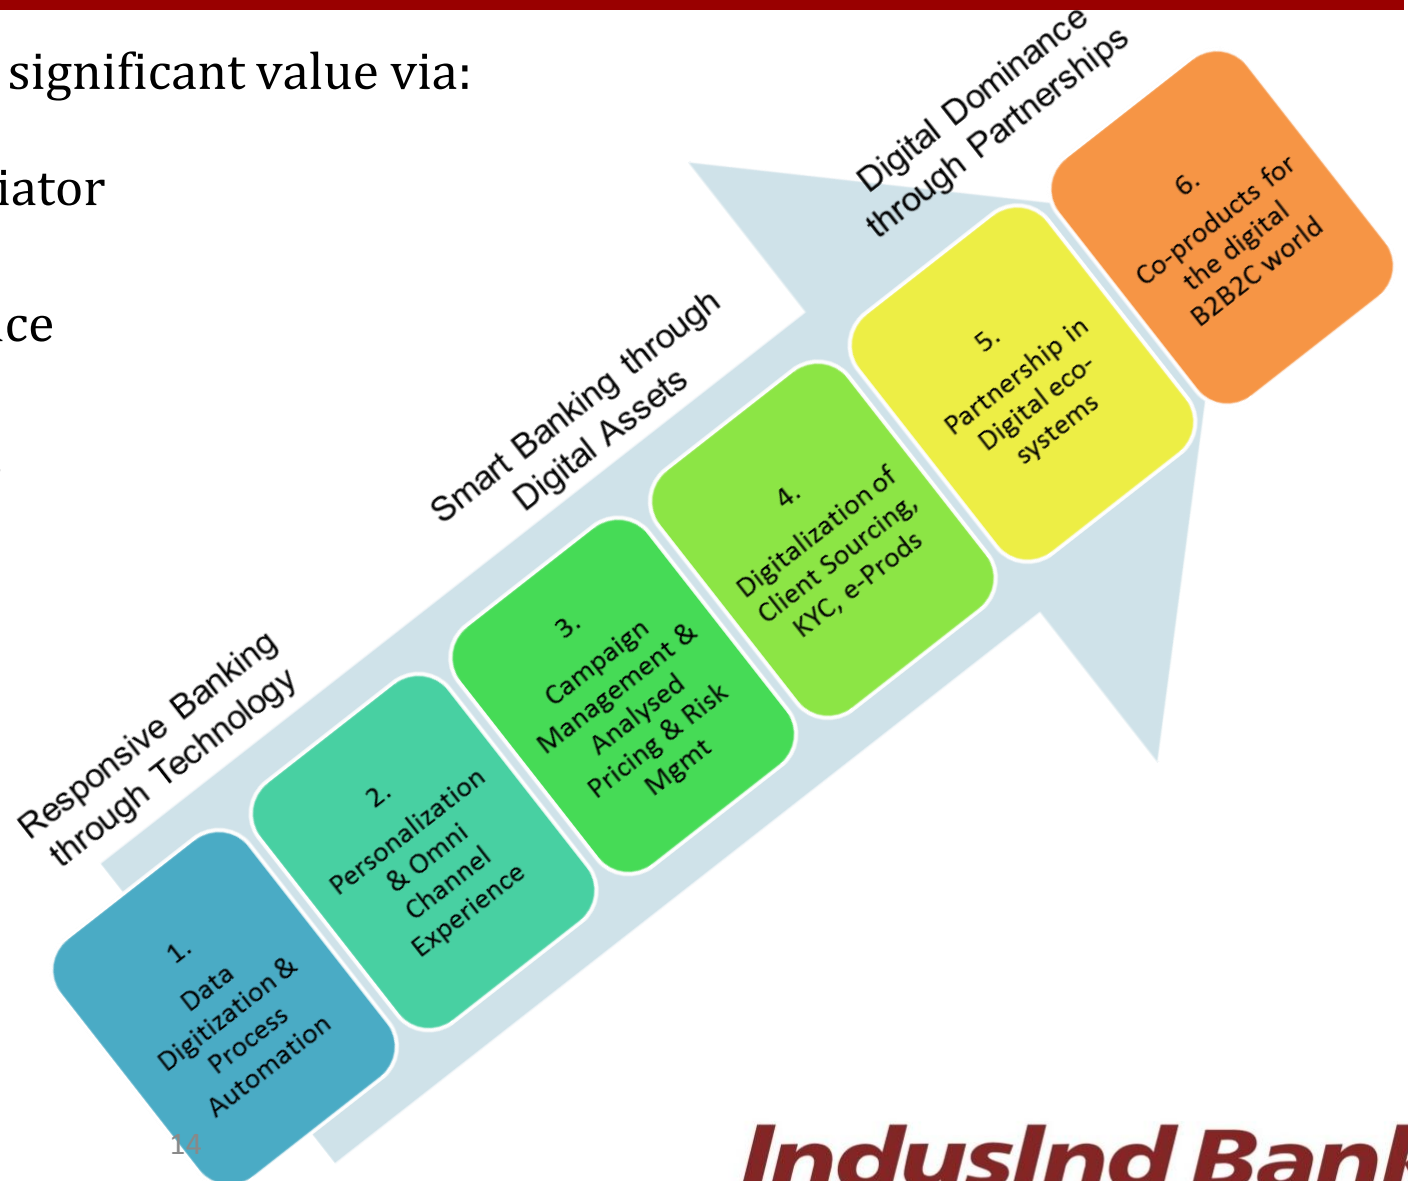 significant value via:
iator
ice
Digital Dominance
through Partnerships
6.
Co-products for
the digital
B2B2C world
5.
Partnership in
Digital eco-
systems
Smart Banking through
Digital Assets
4.
Digitalization of
Client Sourcing,
KYC, e-Prods
3.
Campaign
Management &
Analysed
Pricing & Risk
Mgmt
Responsive Banking
through Technology
2.
Personalization
& Omni
Channel
Experience
1.
Data
Digitization &
Process
Automation
14
IndusInd Bank